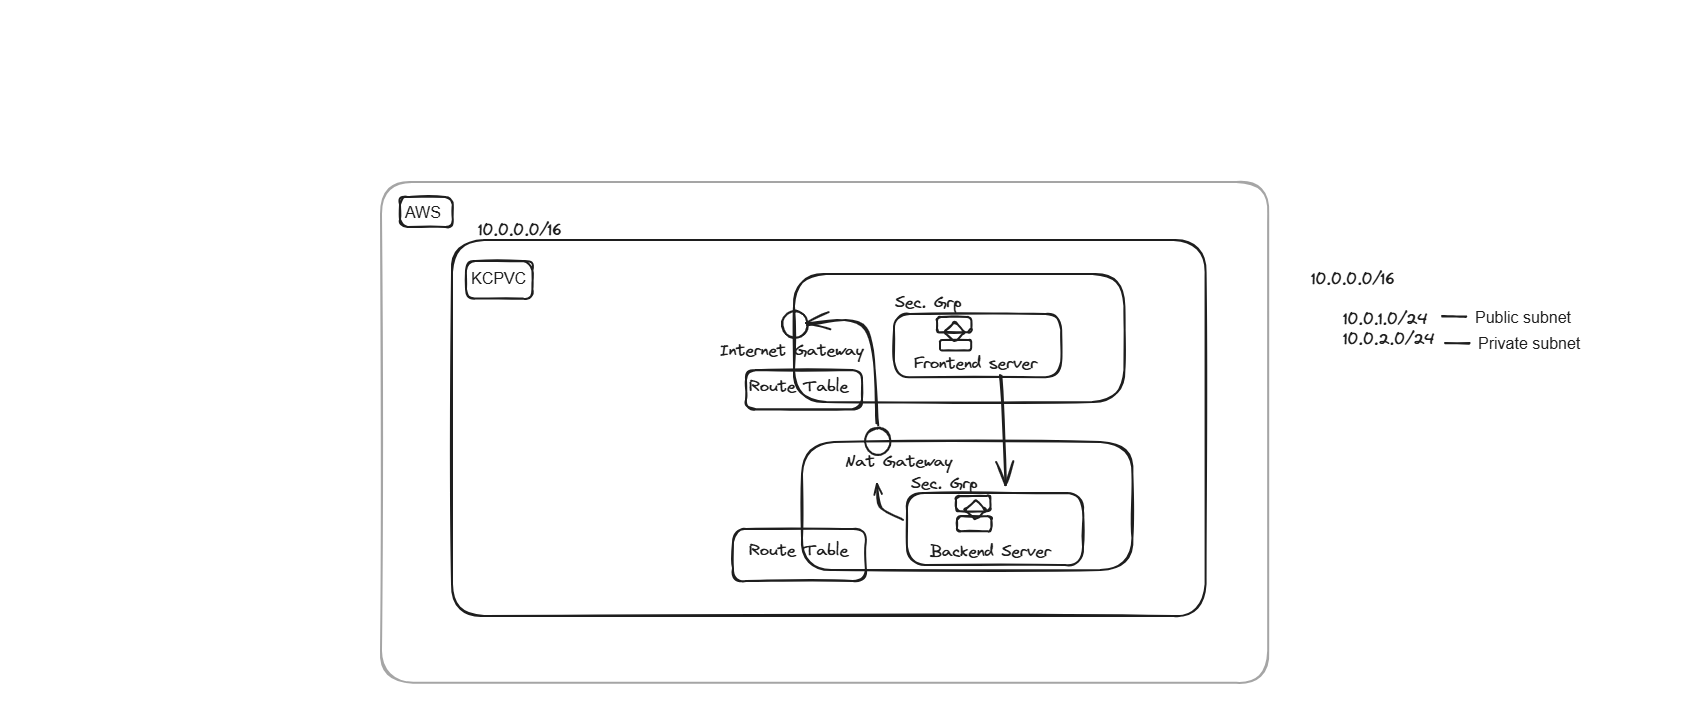 AWS
10.0.0.0/16
KCPVC
Sec. Grp
Frontend server
Internet Gateway
Route Table
Nat Gateway
Sec. Grp
Backend Server
Route Table
10.0.0.0/16
10.0.1.0/24 — Public subnet
10.0.2.0/24 — Private subnet